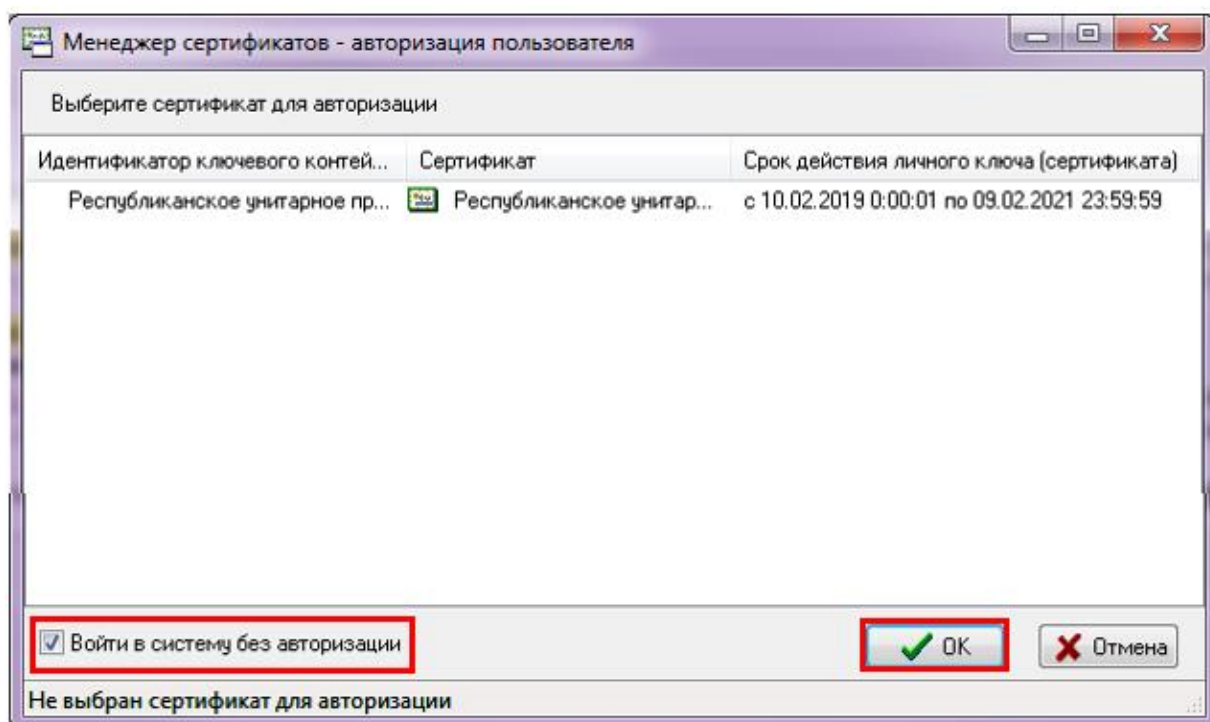 Менеджер сертификатов - авторизация пользователя
Выберите сертификат для авторизации
Идентификатор ключевого контей... Сертификат Срок действия личного ключа (сертификата)
Республиканское унитарное пр... Республиканское унитар... с 10.02.2019 0:00:01 по 09.02.2021 23:59:59
Войти в систему без авторизации OK Отмена
Не выбран сертификат для авторизации